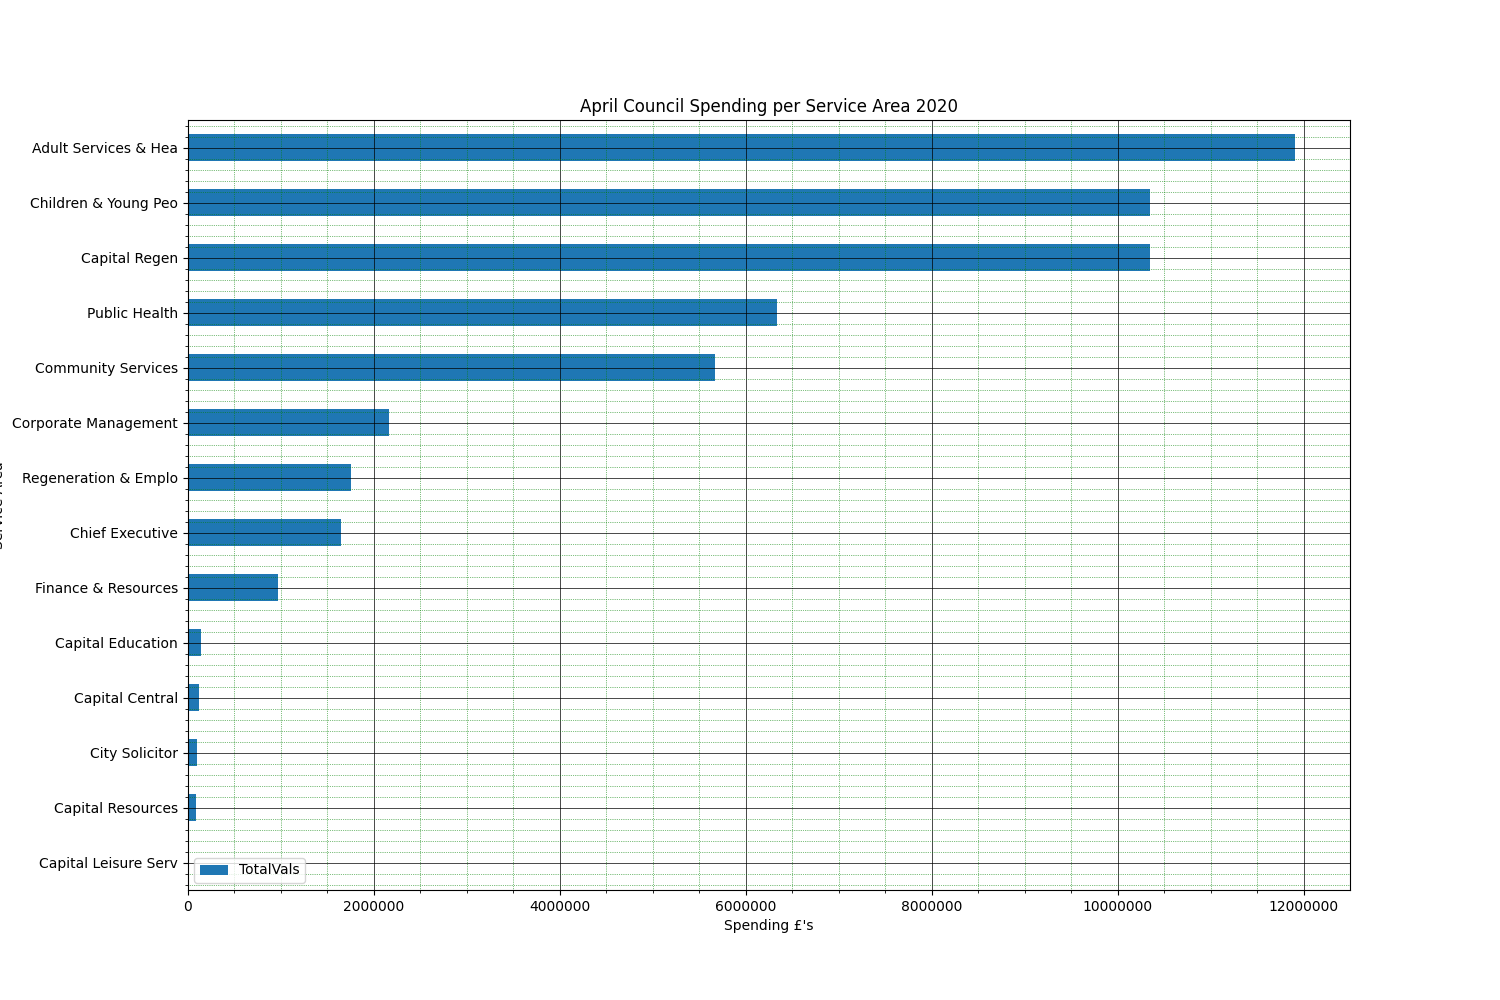 April Council Spending per Service Area 2020
Adult Services & Hea
Children & Young Peo
Capital Regen
Public Health
Community Services
Corporate Management
Regeneration & Emplo
Chief Executive
Finance & Resources
Capital Education
Capital Central
City Solicitor
Capital Resources
Capital Leisure Serv
TotalVals
0 2000000 4000000 6000000 8000000 10000000 12000000
Spending £'s